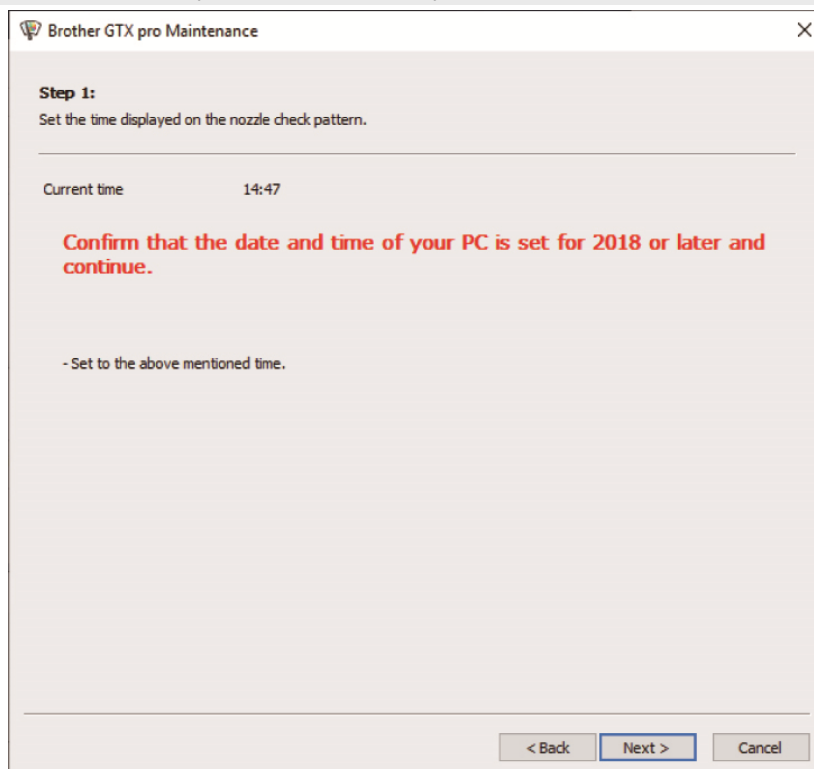 Brother GTX pro Maintenance
Step 1:
Set the time displayed on the nozzle check pattern.
Current time 14:47
Confirm that the date and time of your PC is set for 2018 or later and
continue.
- Set to the above mentioned time.
< Back Next > Cancel